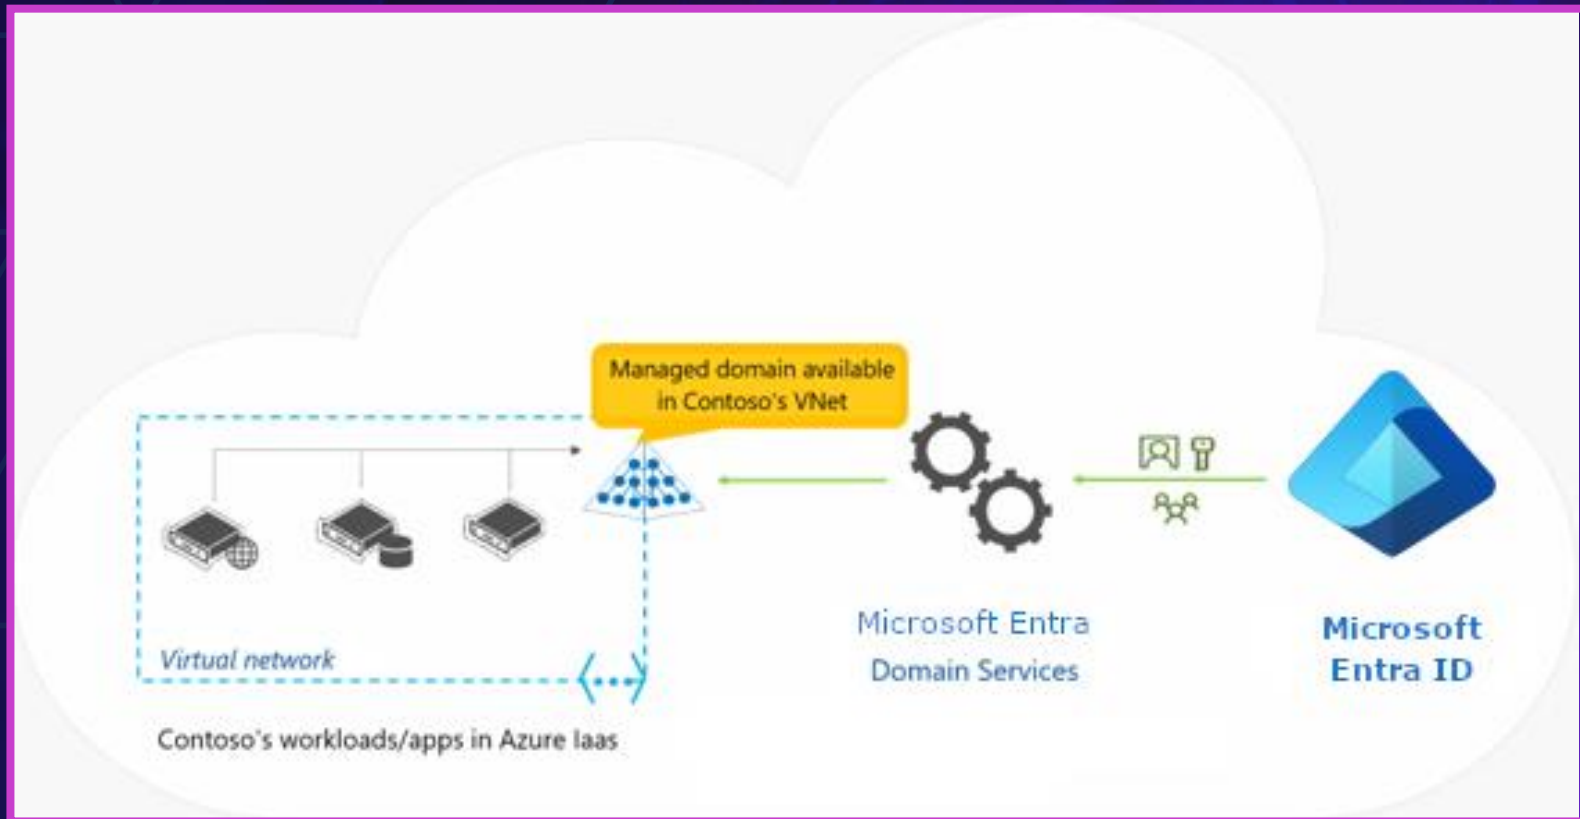 Managed domain available
in Contoso's VNet
Virtual network
Contoso's workloads/apps in Azure Iaas
Microsoft Entra
Domain Services
Microsoft
Entra ID